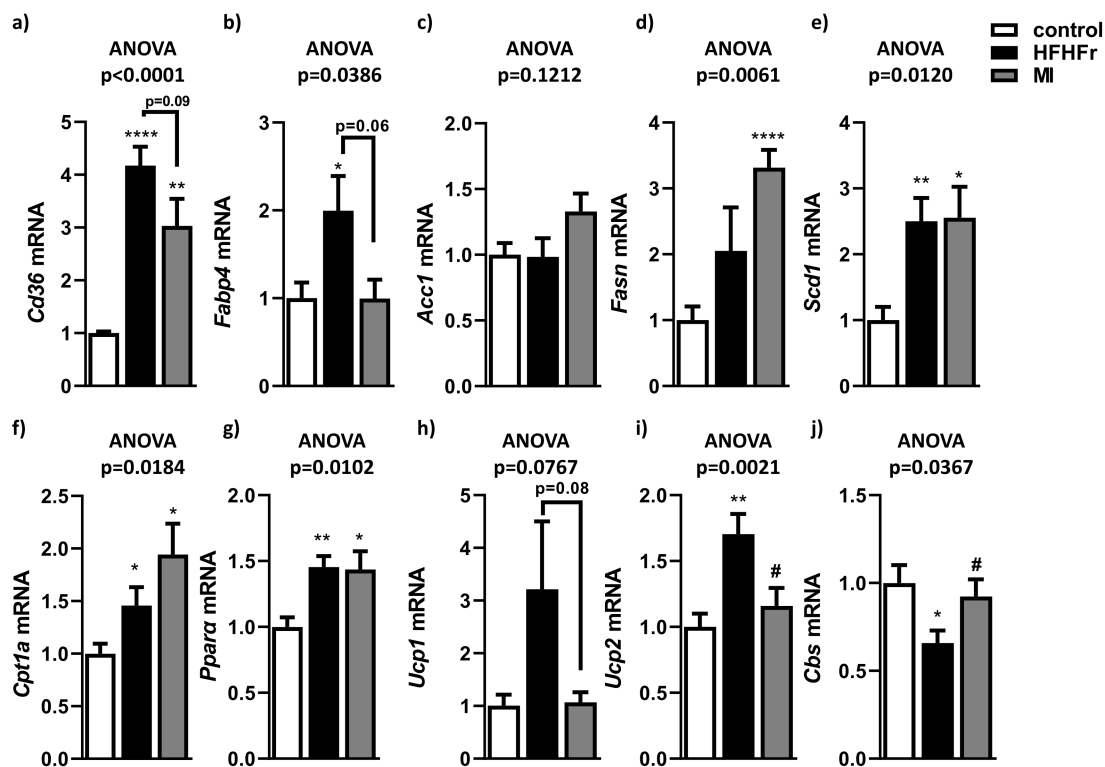 a)
ANOVA
p<0.0001
p=0.09
****
**
5
4
3
2
1
0
Cd36 mRNA
b)
ANOVA
p=0.0386
p=0.06
*
3
2
1
0
Fabp4 mRNA
c)
ANOVA
p=0.1212
2.0
1.5
1.0
0.5
0.0
Acc1 mRNA
d)
ANOVA
p=0.0061
****
4
3
2
1
0
Fasn mRNA
e)
ANOVA
p=0.0120
**
*
4
3
2
1
0
Scd1 mRNA
control
HFHFr
MI
f)
ANOVA
p=0.0184
*
*
2.5
2.0
1.5
1.0
0.5
0.0
Cpt1a mRNA
g)
ANOVA
p=0.0102
**
*
2.0
1.5
1.0
0.5
0.0
Pparα mRNA
h)
ANOVA
p=0.0767
p=0.08
5
4
3
2
1
0
Ucp1 mRNA
i)
ANOVA
p=0.0021
**
#
2.0
1.5
1.0
0.5
0.0
Ucp2 mRNA
j)
ANOVA
p=0.0367
*
#
1.5
1.0
0.5
0.0
Cbs mRNA